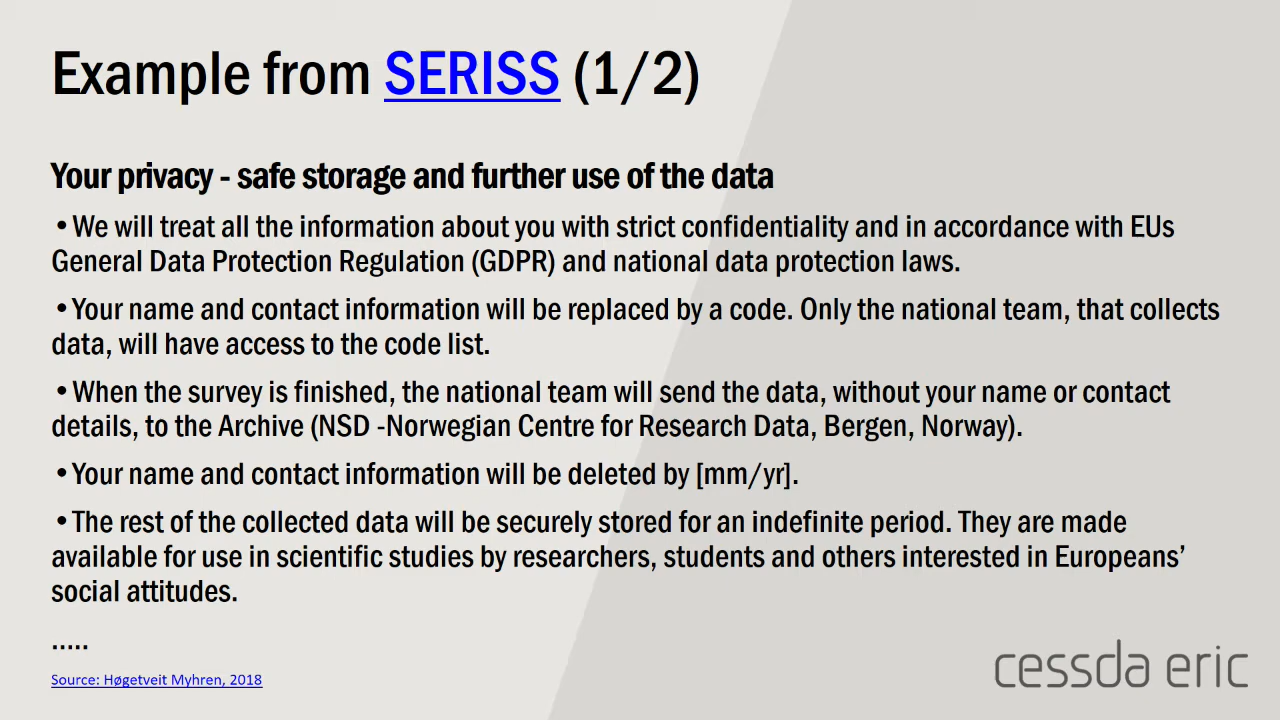 Example from SERISS (1/2)
Your privacy - safe storage and further use of the data
•We will treat all the information about you with strict confidentiality and in accordance with EUs
General Data Protection Regulation (GDPR) and national data protection laws.
•Your name and contact information will be replaced by a code. Only the national team, that collects
data, will have access to the code list.
•When the survey is finished, the national team will send the data, without your name or contact
details, to the Archive (NSD -Norwegian Centre for Research Data, Bergen, Norway).
•Your name and contact information will be deleted by [mm/yr].
•The rest of the collected data will be securely stored for an indefinite period. They are made
available for use in scientific studies by researchers, students and others interested in Europeans’
social attitudes.
.....
Source: Høgetveit Myhren, 2018
cessda eric